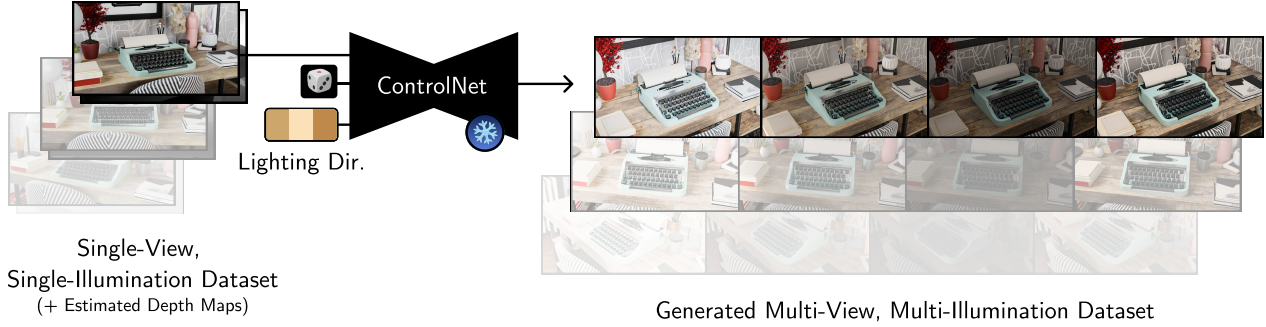 ControlNet
Lighting Dir.
Single-View,
Single-Illumination Dataset
(+ Estimated Depth Maps)
Generated Multi-View, Multi-Illumination Dataset